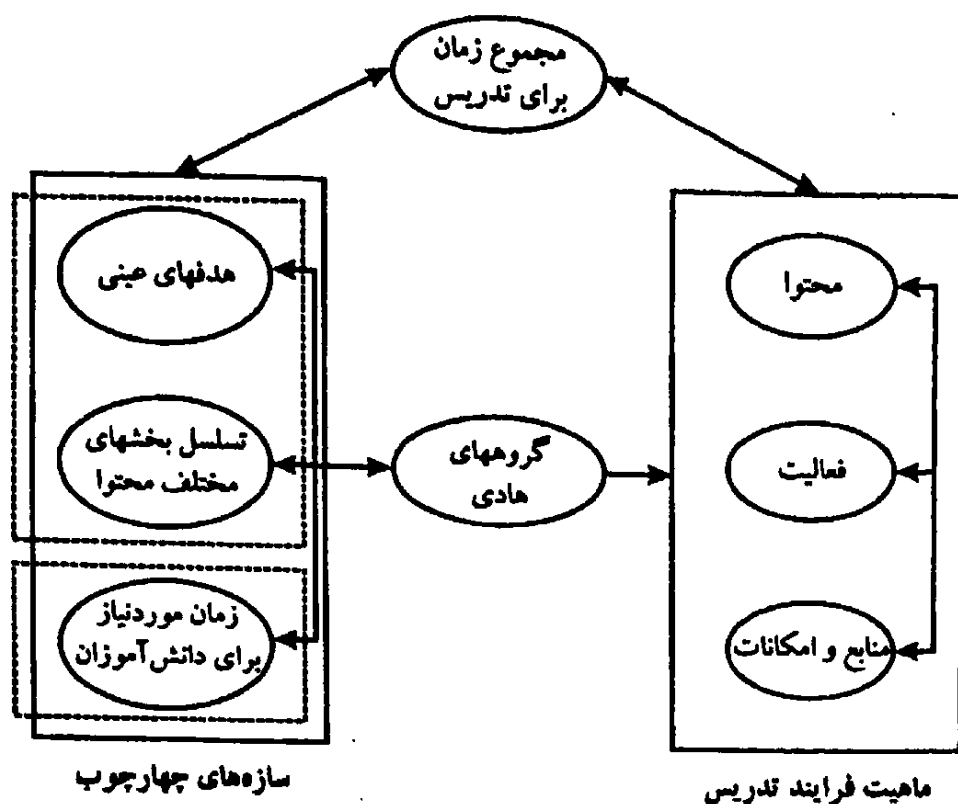 مجموع زمان
برای تدریس
هدفهای عینی
محتوا
تسلسل بخشهای
مختلف محتوا
گروههای
هادی
فعالیت
زمان موردنیاز
برای دانش‌آموزان
منابع و امکانات
سازه‌های چهارچوب
ماهیت فرایند تدریس